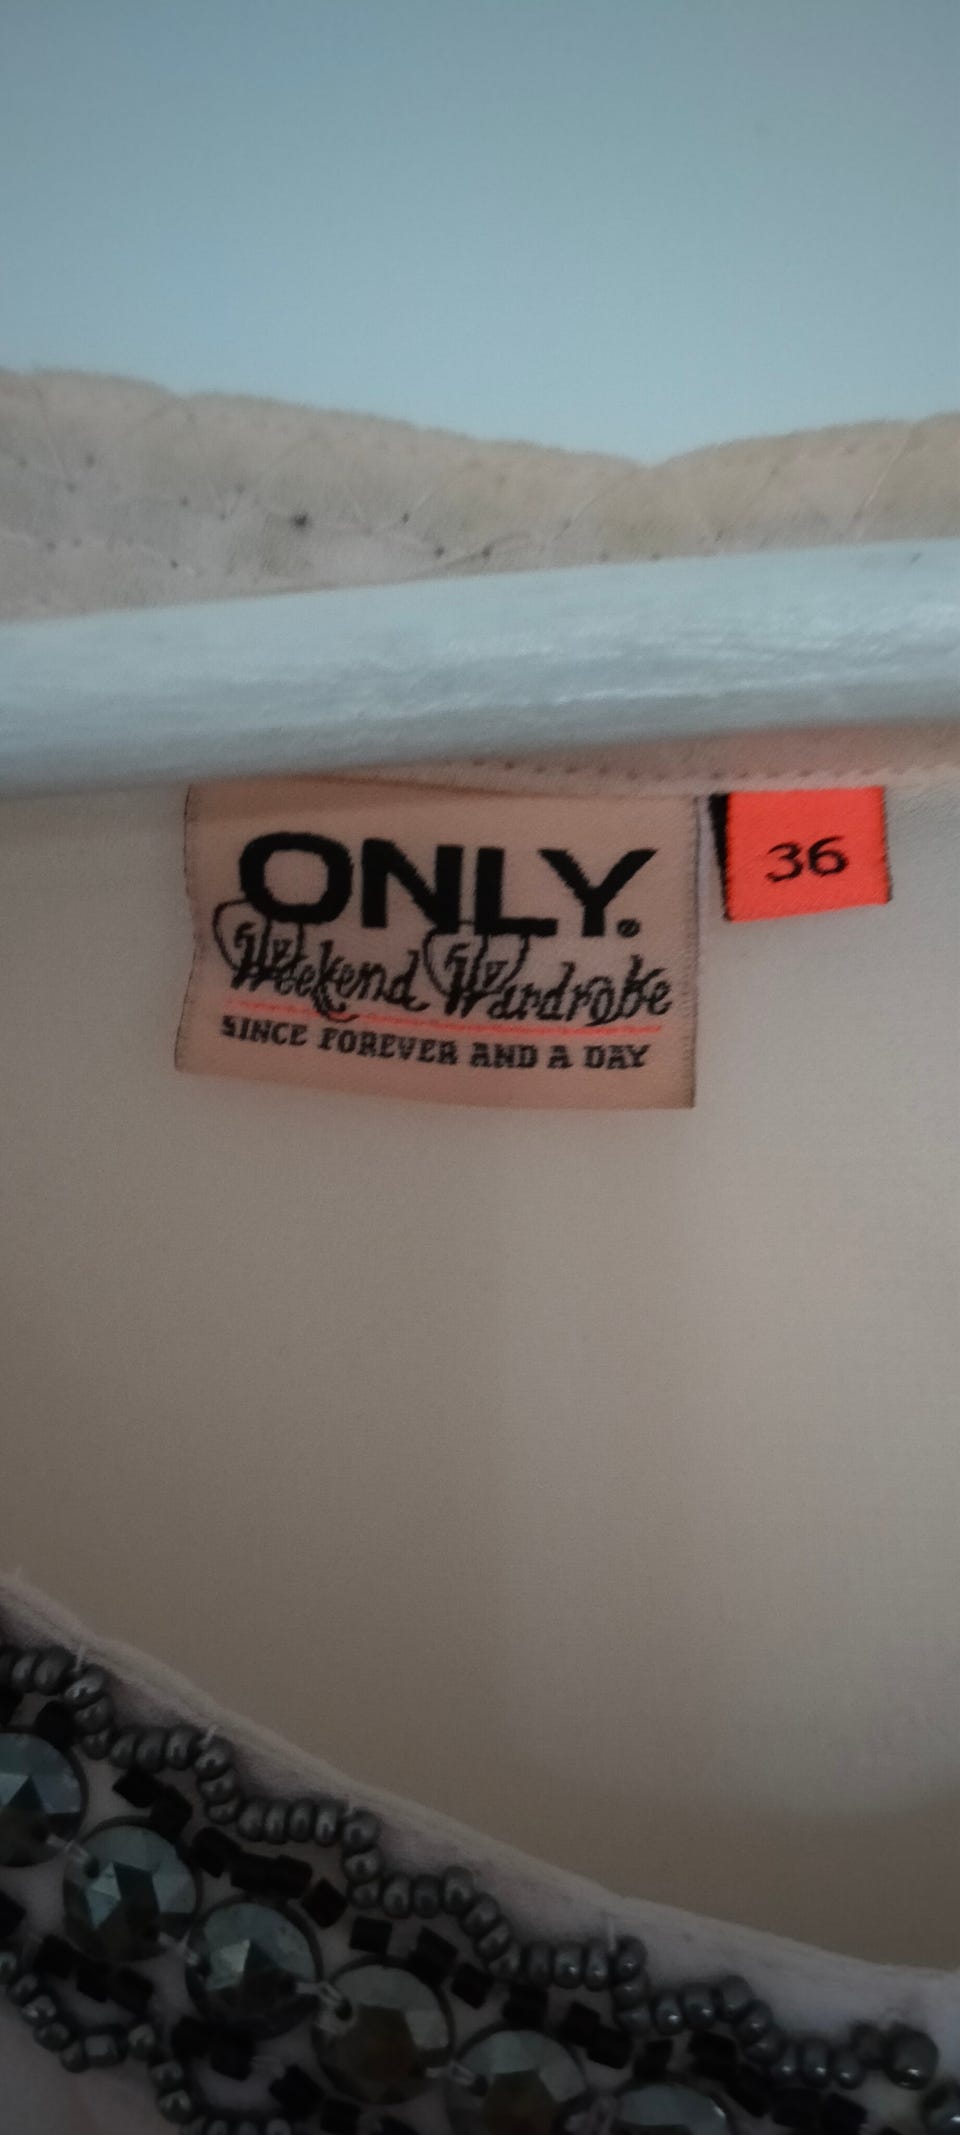 ONLY.
Weekend Wardrobe
SINCE FOREVER AND A DAY
36